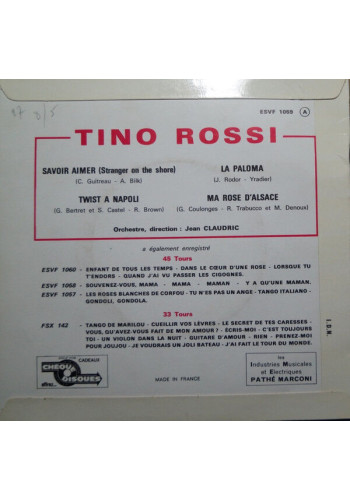 ESVF 1069 A
TINO ROSSI
SAVOIR AIMER (Stranger on the shore)
(C. Guitreau - A. Bilk)
LA PALOMA
(J. Rodor - Yradier)
TWIST A NAPOLI
(G. Bertret et S. Castel - R. Brown)
MA ROSE D'ALSACE
(G. Coulonges - R. Trabucco et M. Denoux)
Orchestre, direction : Jean CLAUDRIC
a également enregistré
45 Tours
ESVF 1060 - ENFANT DE TOUS LES TEMPS - DANS LE CŒUR D'UNE ROSE - LORSQUE TU
T'ENDORS - QUAND J'AI VU PASSER LES CIGOGNES.
ESVF 1058 - SOUVENEZ-VOUS, MAMA - MAMA - MAMAN - Y A QU'UNE MAMAN.
ESVF 1057 - LES ROSES BLANCHES DE CORFOU - TU N'ES PAS UN ANGE - TANGO ITALIANO -
GONDOLI, GONDOLA.
33 Tours
FSX 142 - TANGO DE MARILOU - CUEILLIR VOS LÈVRES - LE SECRET DE TES CARESSES -
VOUS, QU'AVEZ-VOUS FAIT DE MON AMOUR ? - ÉCRIS-MOI - C'EST TOUJOURS
TOI - UN VIOLON DANS LA NUIT - GUITARE D'AMOUR - RIEN - PRENEZ-MOI
POUR JOUJOU - JE VOUDRAIS UN JOLI BATEAU - J'AI FAIT LE TOUR DU MONDE.
CADEAUX
CHÈQUE
DISQUES
MADE IN FRANCE
les
Industries Musicales
et Electriques
PATHÉ MARCONI